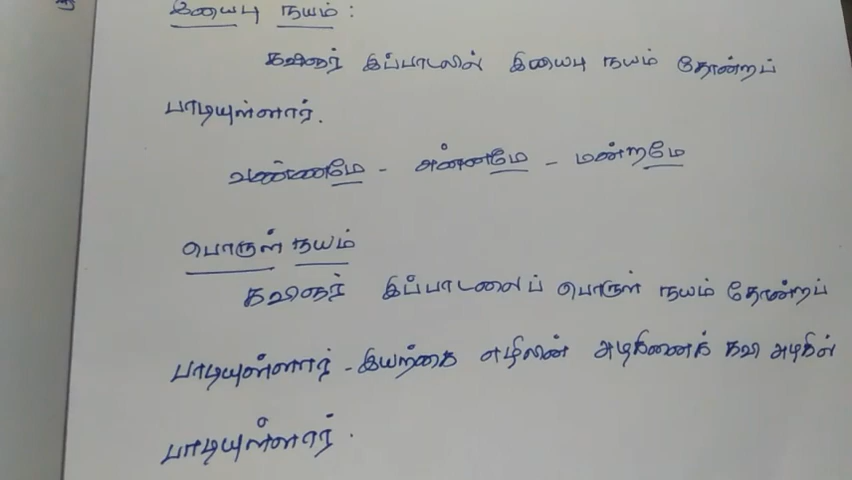 இயைபு நயம் :
கவிஞர் இப்பாடலில் இயைபு நயம் தோன்றப்
பாடியுள்ளார்.
வண்ணமே - அன்னமே - மன்றமே
பொருள் நயம்
கவிஞர் இப்பாடலைப் பொருள் நயம் தோன்றப்
பாடியுள்ளார் - இயற்கை எழிலின் அழகினைக் கவி அழகில்
பாடியுள்ளார்.